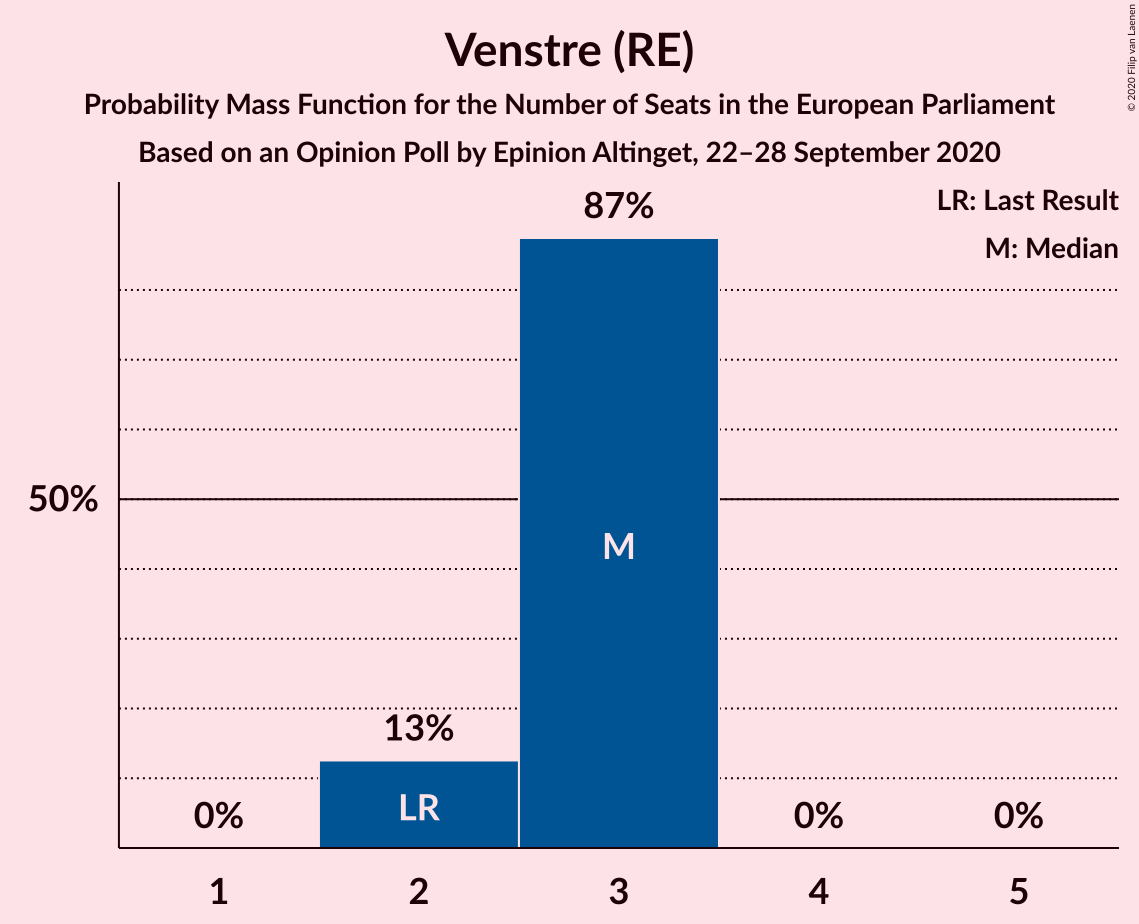 Venstre (RE)
Probability Mass Function for the Number of Seats in the European Parliament
Based on an Opinion Poll by Epinion Altinget, 22–28 September 2020
© 2020 Filip van Laenen
LR: Last Result
M: Median
87%
50%
M
13%
LR
0%
0%
0%
1
2
3
4
5